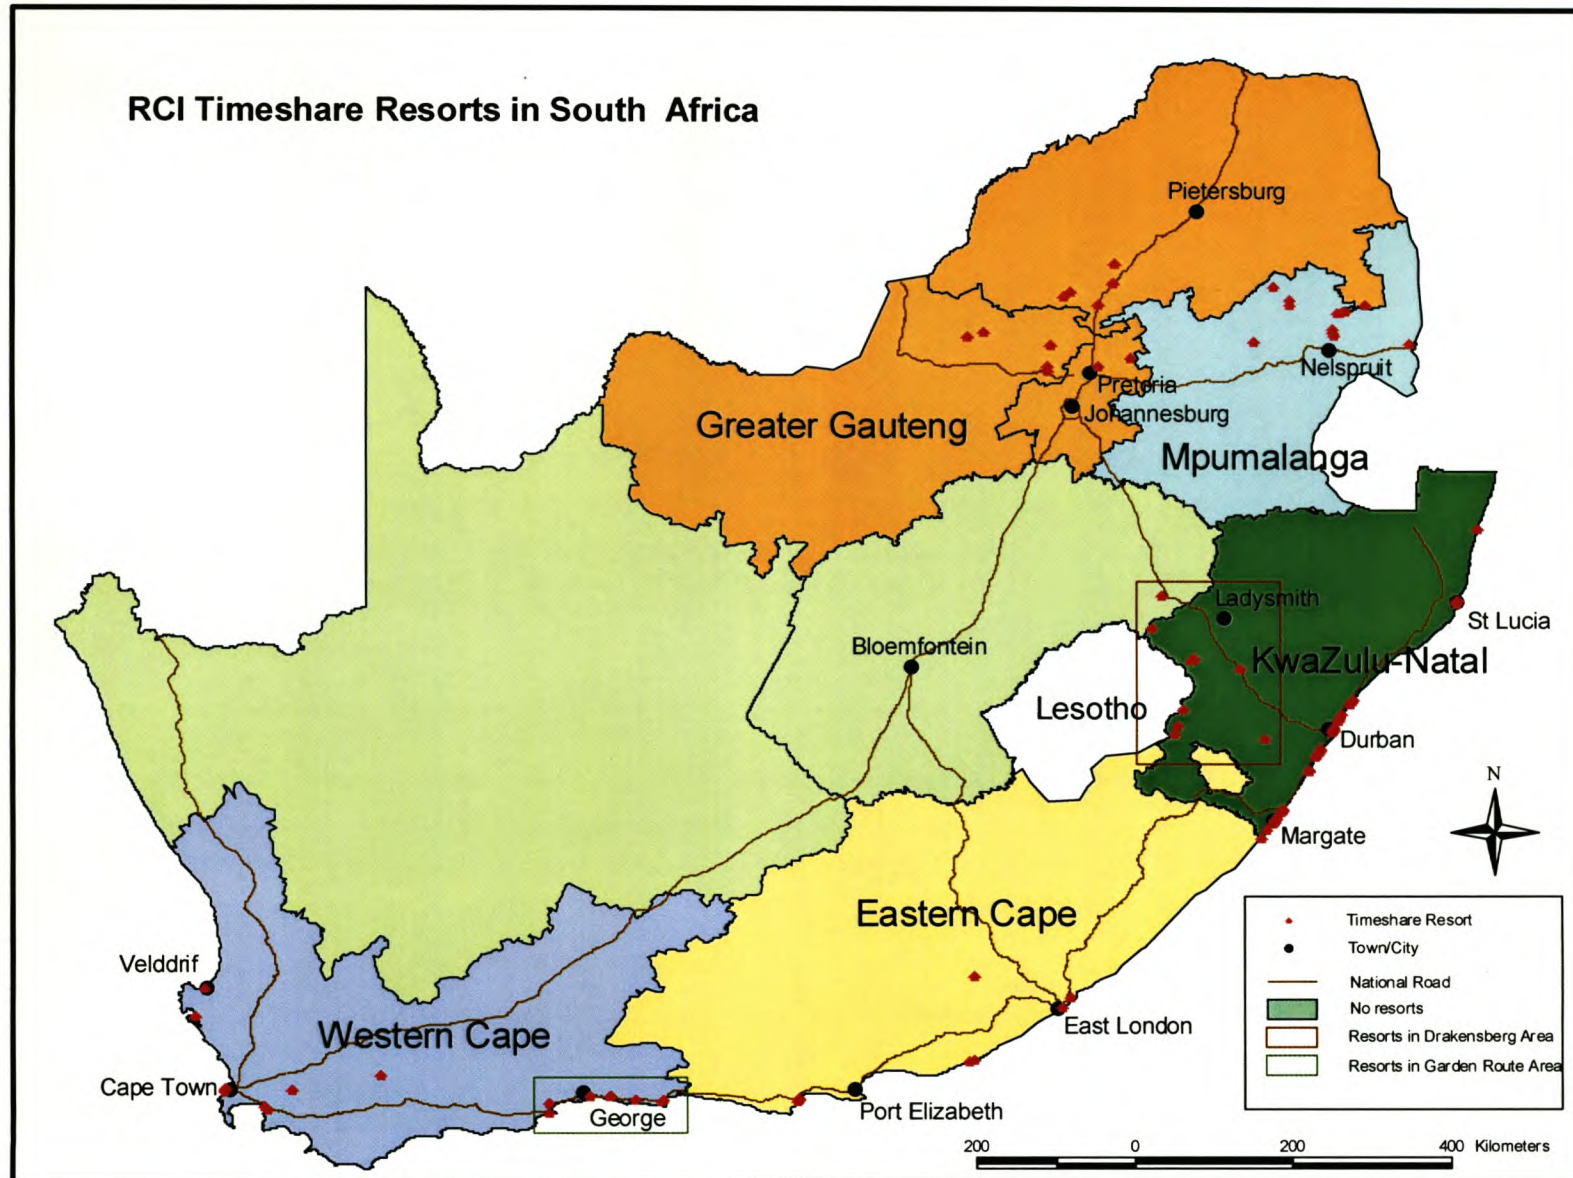 RCI Timeshare Resorts in South Africa
Pietersburg
Nelspruit
Pretoria
Johannesburg
Greater Gauteng
Mpumalanga
Ladysmith
St Lucia
Bloemfontein
KwaZulu-Natal
Lesotho
Durban
N
Margate
Eastern Cape
Timeshare Resort
Town/City
National Road
No resorts
Resorts in Drakensberg Area
Resorts in Garden Route Area
Velddrif
Western Cape
East London
Cape Town
George
Port Elizabeth
200 0 200 400 Kilometers